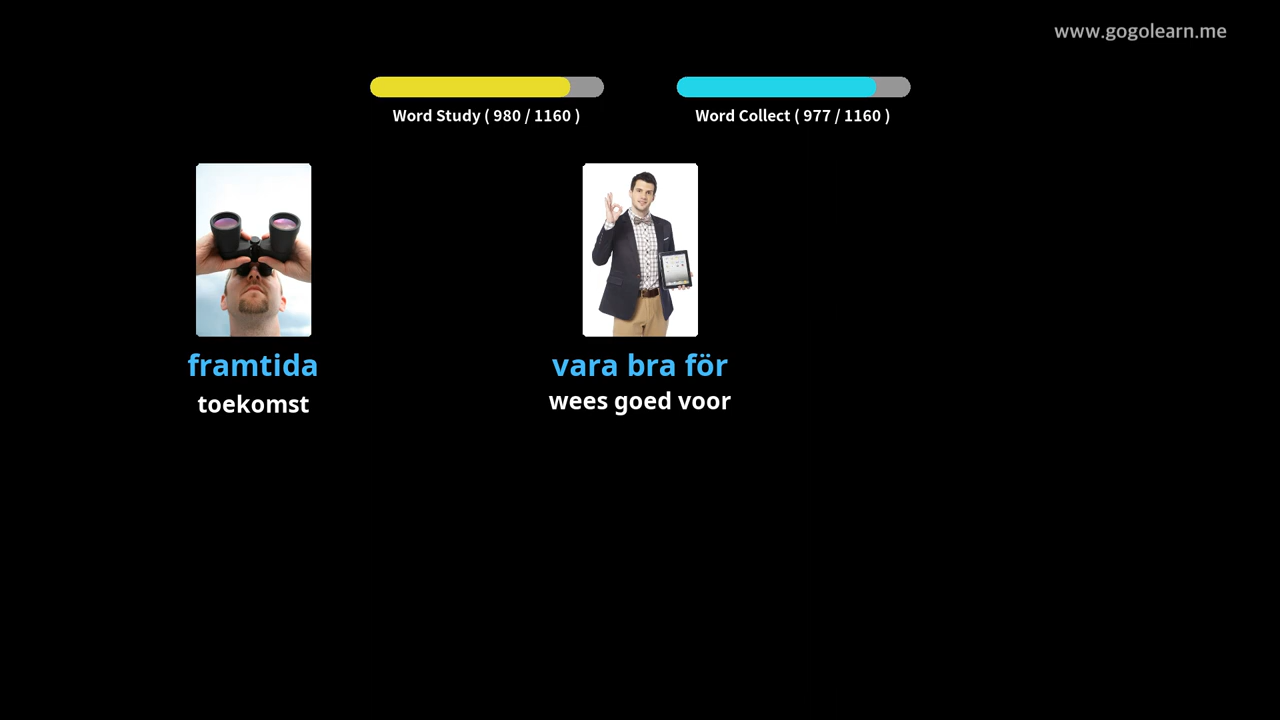 www.gogolearn.me
Word Study ( 980 / 1160 )
Word Collect ( 977 / 1160 )
framtida
toekomst
vara bra för
wees goed voor